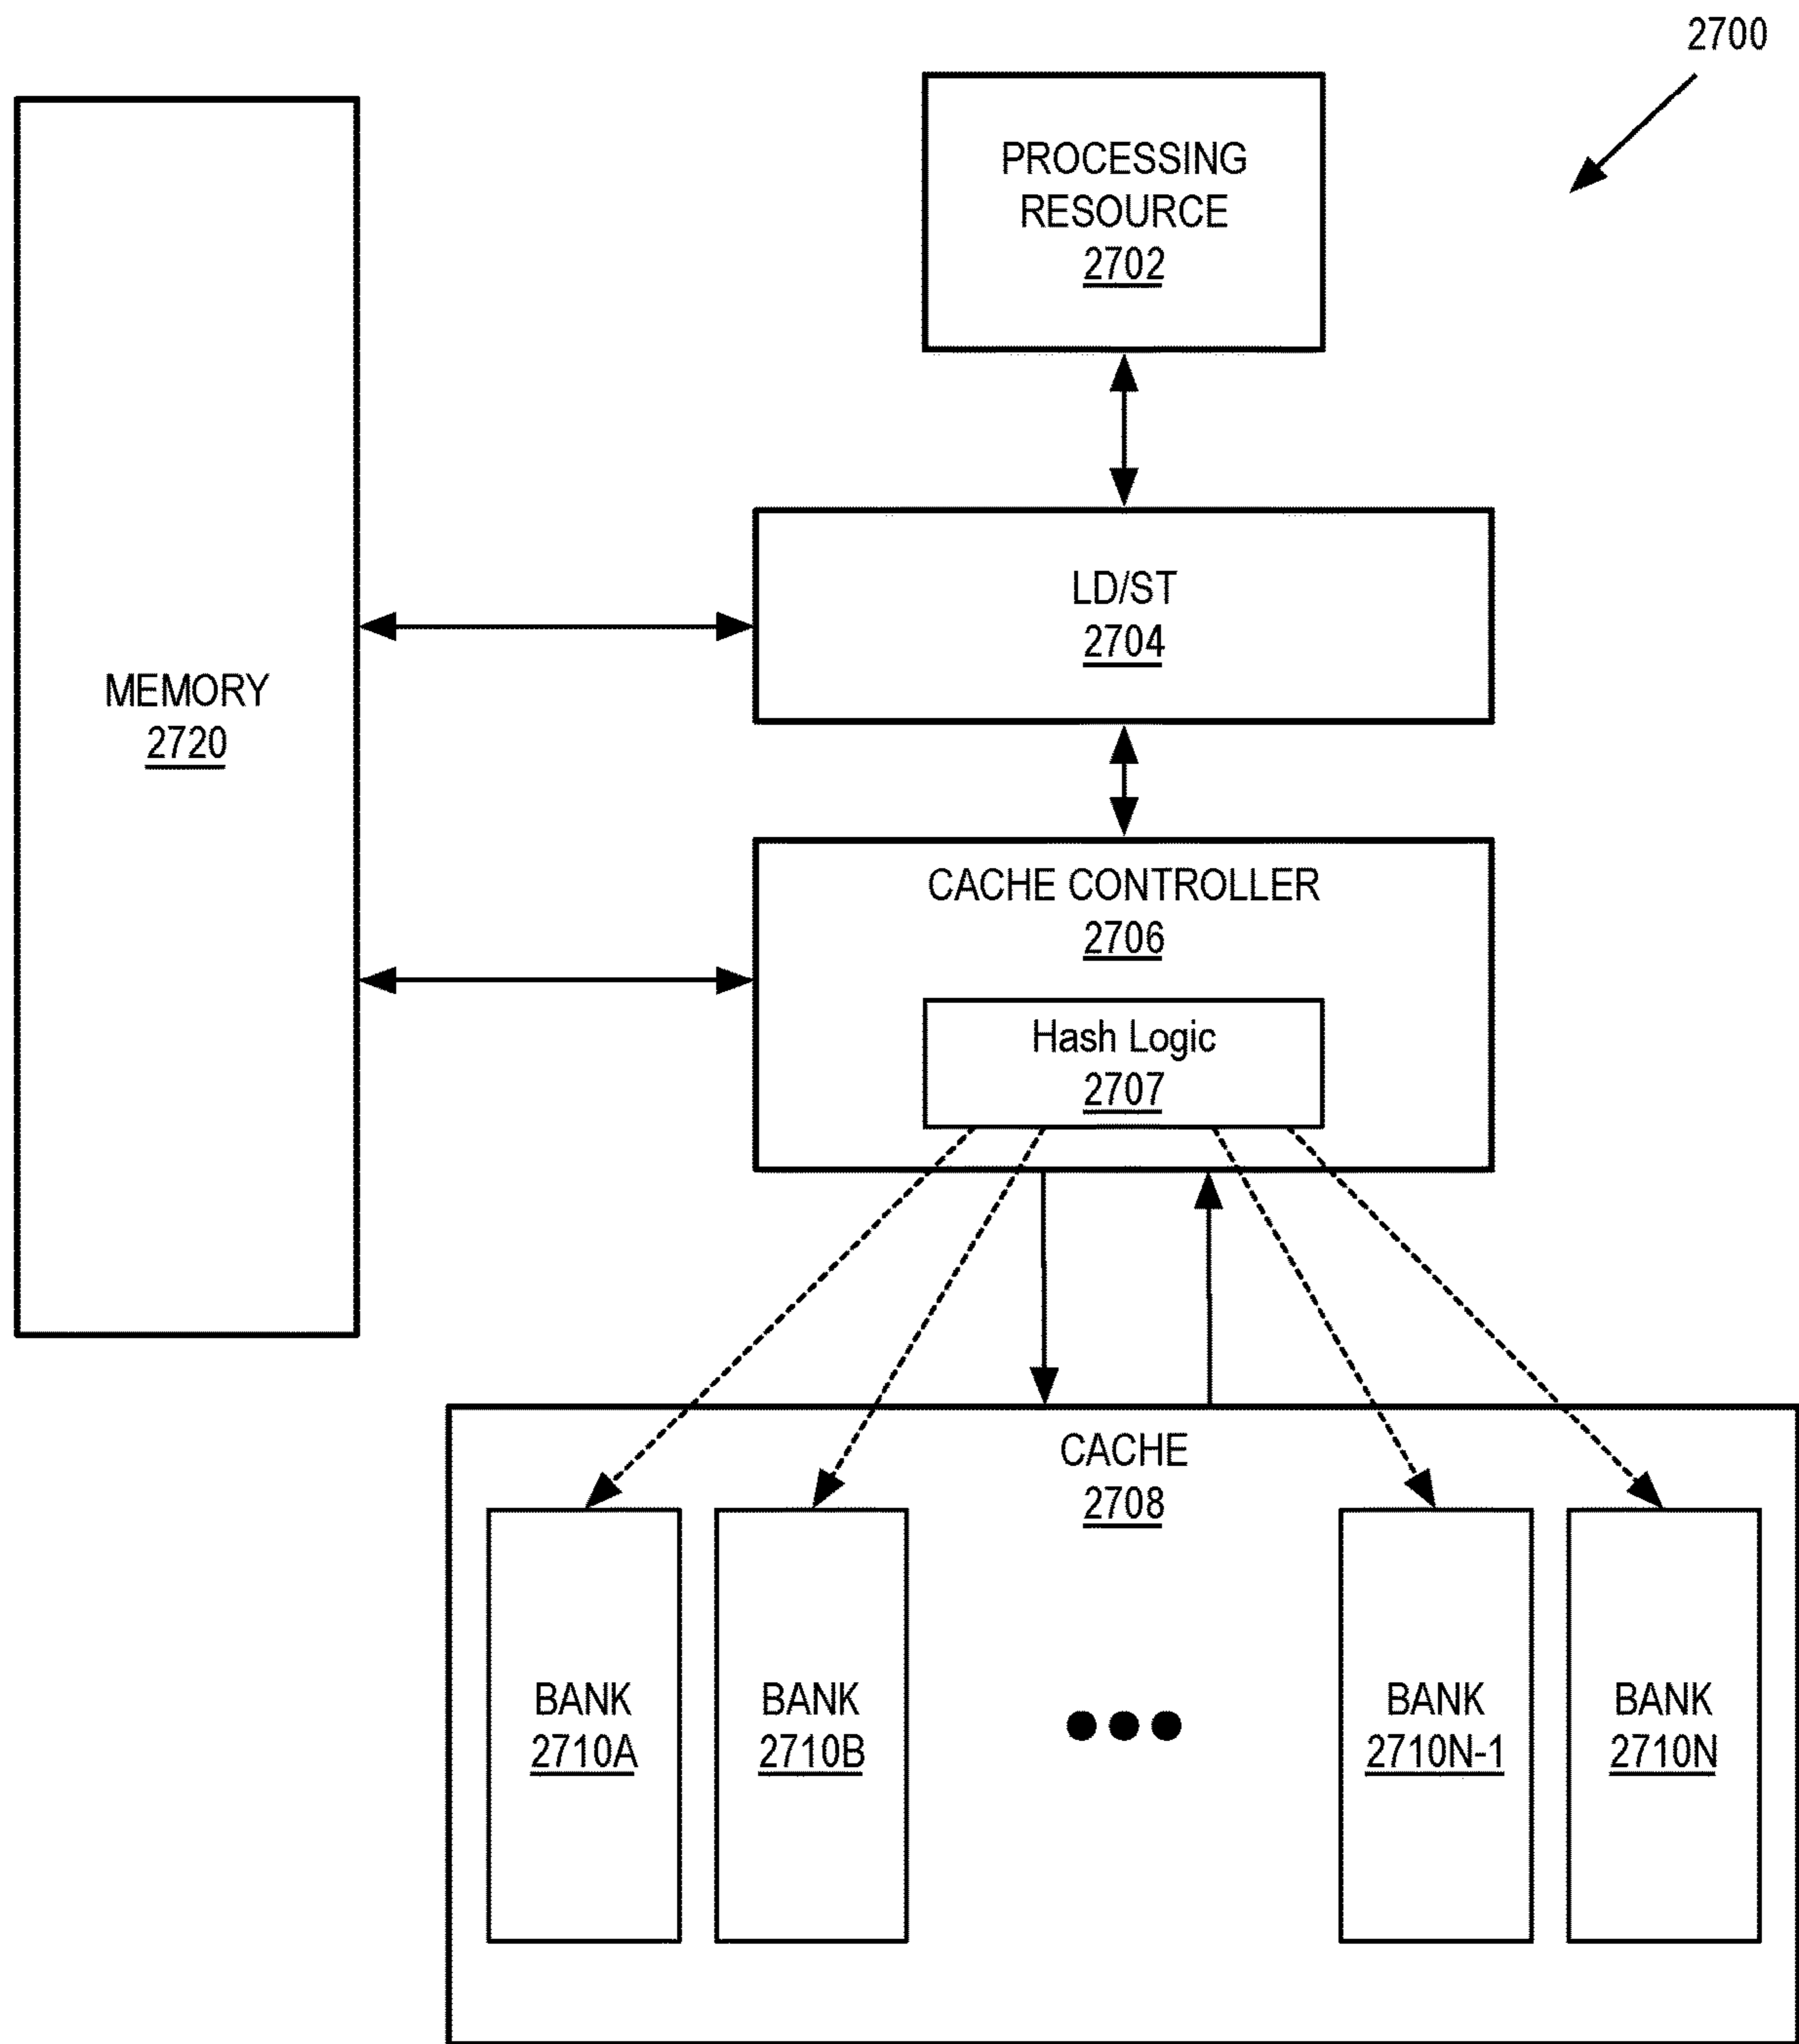 2700
PROCESSING
RESOURCE
2702
LD/ST
2704
MEMORY
2720
CACHE CONTROLLER
2706
Hash Logic
2707
CACHE
2708
BANK
2710A
BANK
2710B
BANK
2710N-1
BANK
2710N